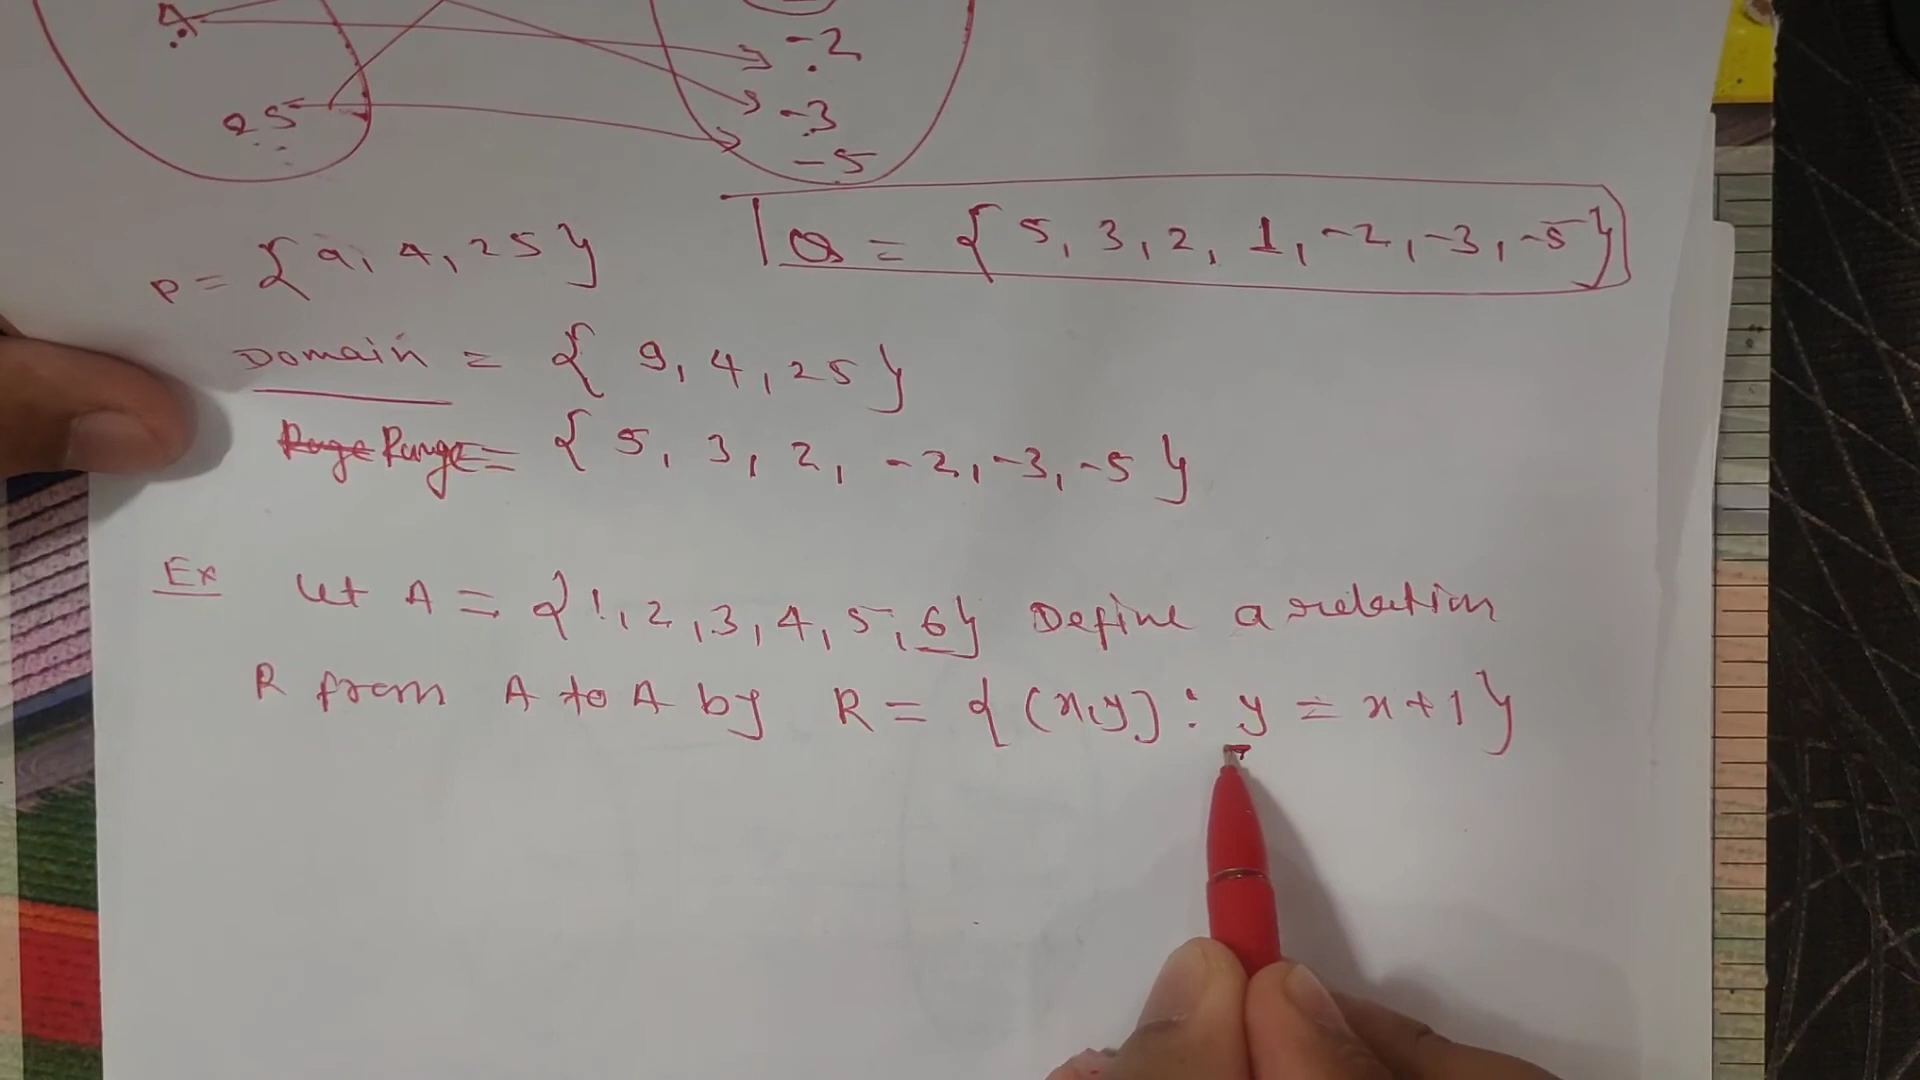 4
-2
-3
25
-5
P = {9, 4, 25}
Q = {5, 3, 2, 1, -2, -3, -5}
Domain = {9, 4, 25}
Range = {5, 3, 2, -2, -3, -5}
Ex Let A = {1, 2, 3, 4, 5, 6} Define a relation
R from A to A by R = {(x,y) : y = x+1}